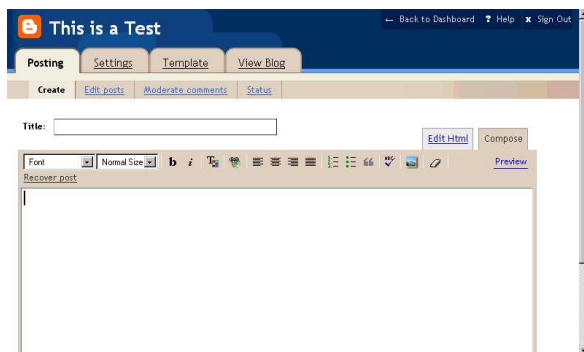 This is a Test
← Back to Dashboard ? Help x Sign Out
Posting Settings Template View Blog
Create Edit posts Moderate comments Status
Title:
Edit Html Compose
Font Normal Size b i T ABC Preview
Recover post